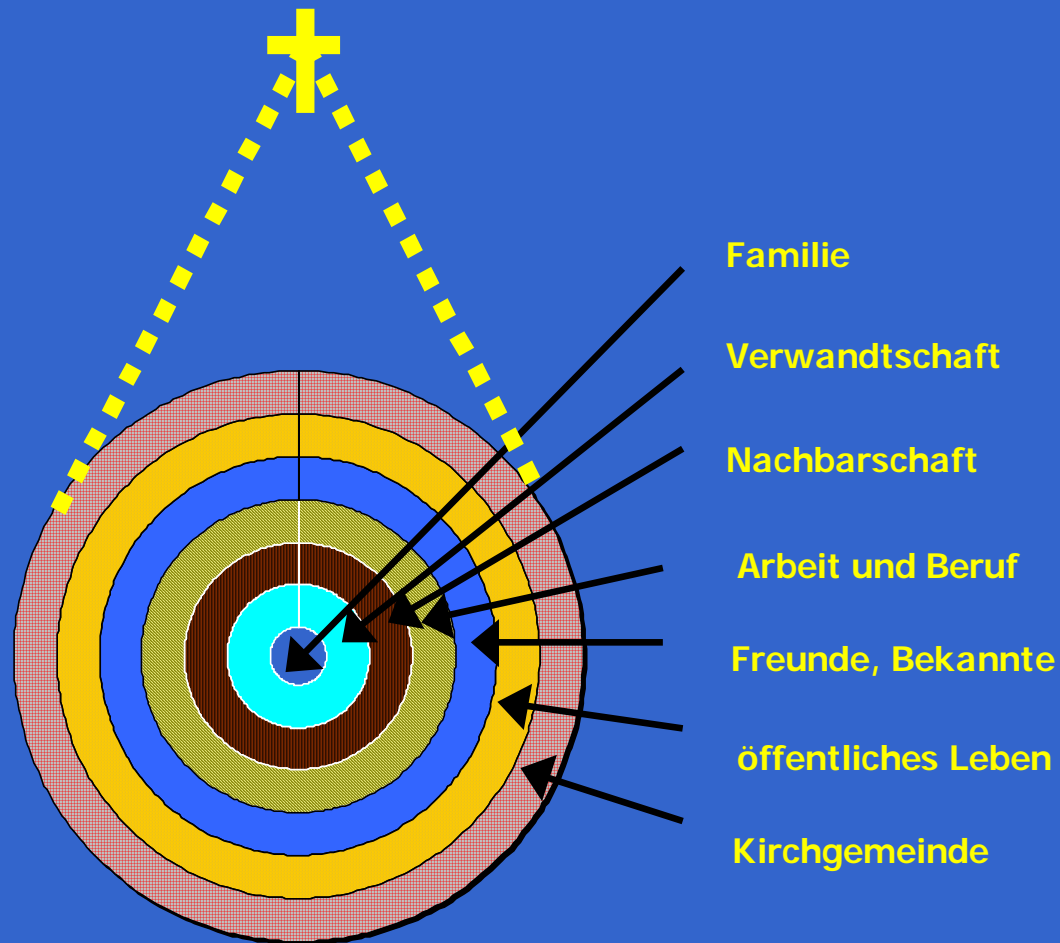 Familie
Verwandtschaft
Nachbarschaft
Arbeit und Beruf
Freunde, Bekannte
öffentliches Leben
Kirchgemeinde